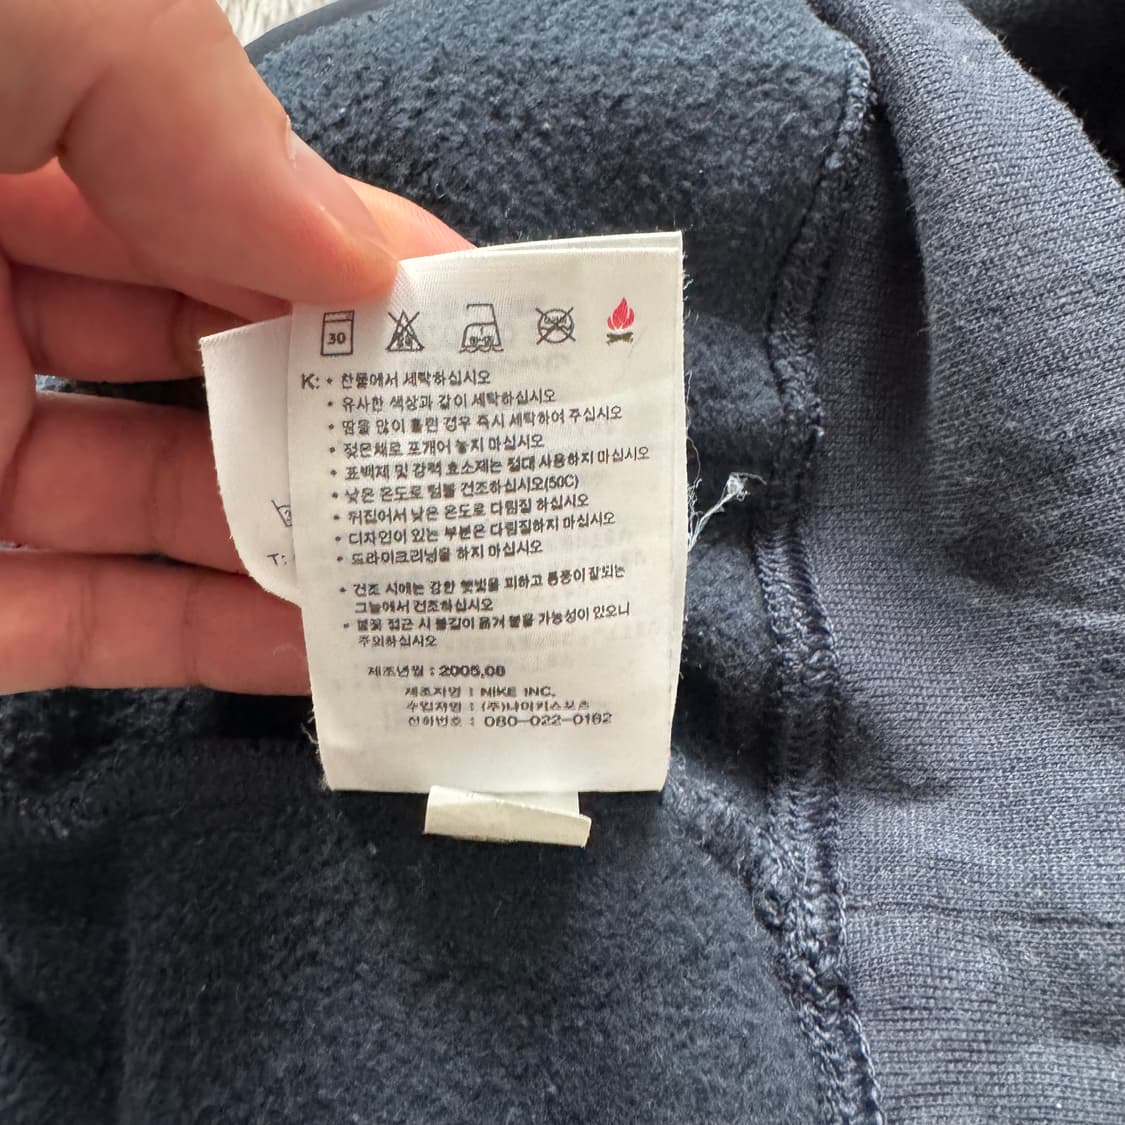 30
K: • 찬물에서 세탁하십시오
• 유사한 색상과 같이 세탁하십시오
• 땀을 많이 흘린 경우 즉시 세탁하여 주십시오
• 젖은채로 포개어 놓지 마십시오
• 표백제 및 강력 효소제는 절대 사용하지 마십시오
• 낮은 온도로 텀블 건조하십시오(50C)
• 뒤집어서 낮은 온도로 다림질 하십시오
• 디자인이 있는 부분은 다림질하지 마십시오
• 드라이크리닝을 하지 마십시오
• 건조 시에는 강한 햇빛을 피하고 통풍이 잘되는
그늘에서 건조하십시오
• 불꽃 접근 시 불길이 옮겨 붙을 가능성이 있으니
주의하십시오
제조년월 :
제조자명 : NIKE INC.
수입자명 : (주)나이키스포츠
전화번호 : 080-022-0182
T: